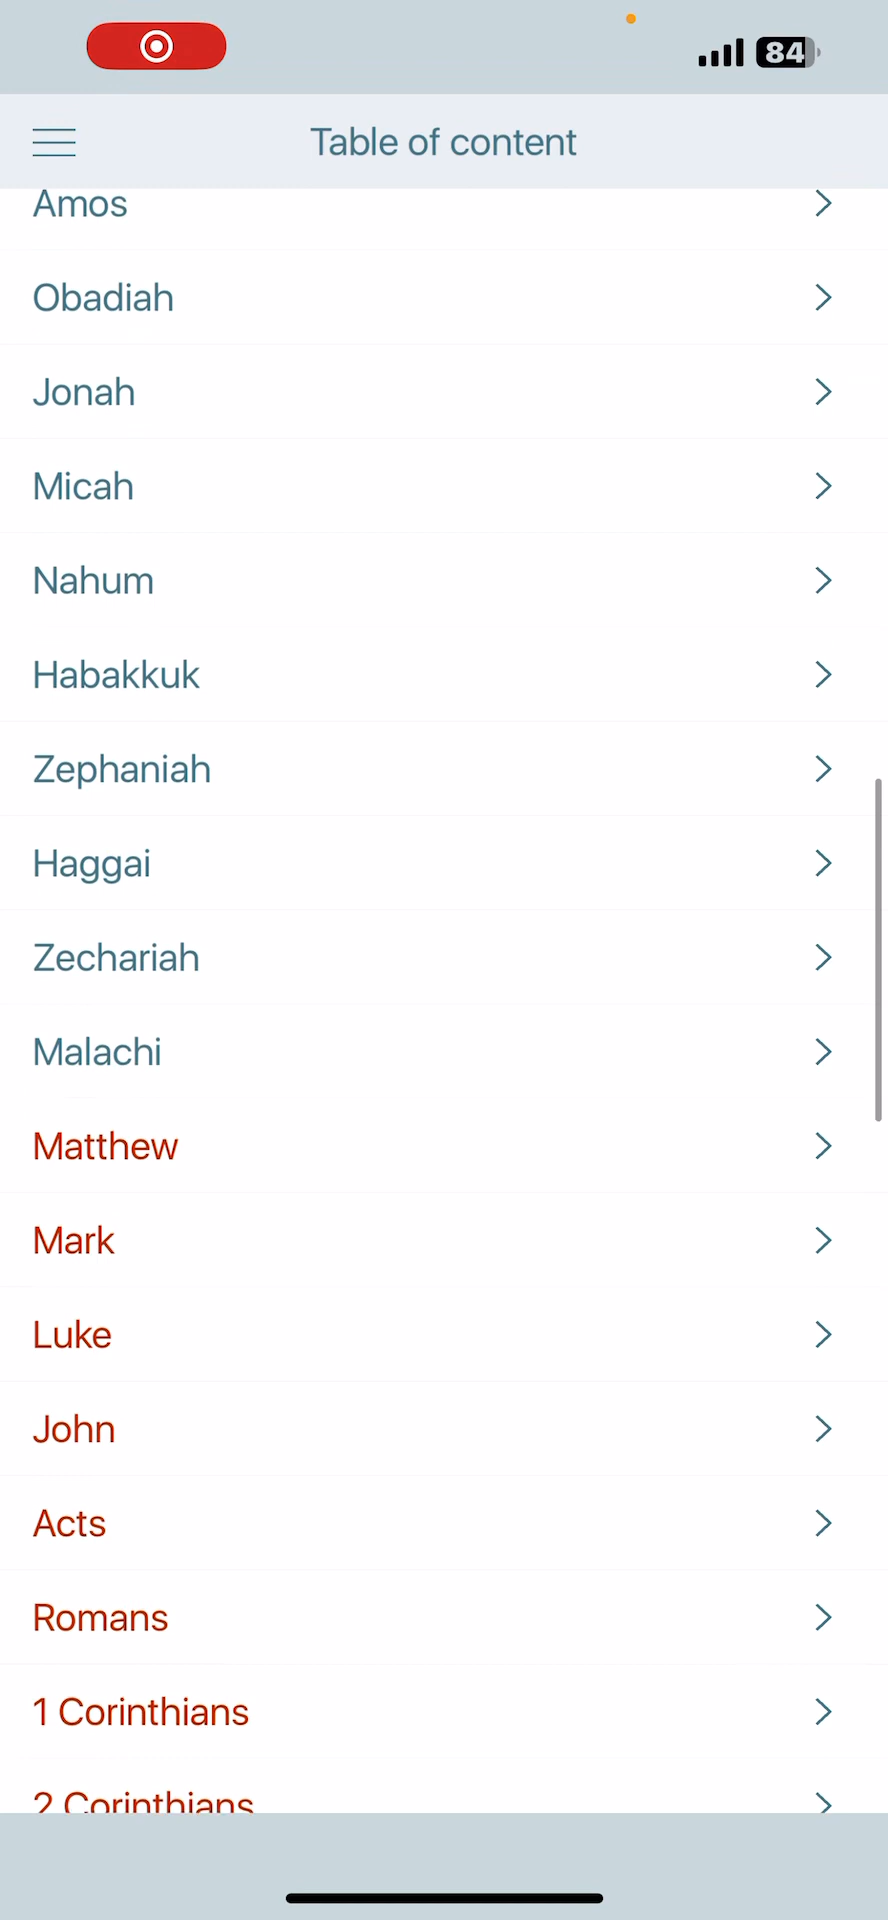 84
Table of content
Amos
Obadiah
Jonah
Micah
Nahum
Habakkuk
Zephaniah
Haggai
Zechariah
Malachi
Matthew
Mark
Luke
John
Acts
Romans
1 Corinthians
2 Corinthians